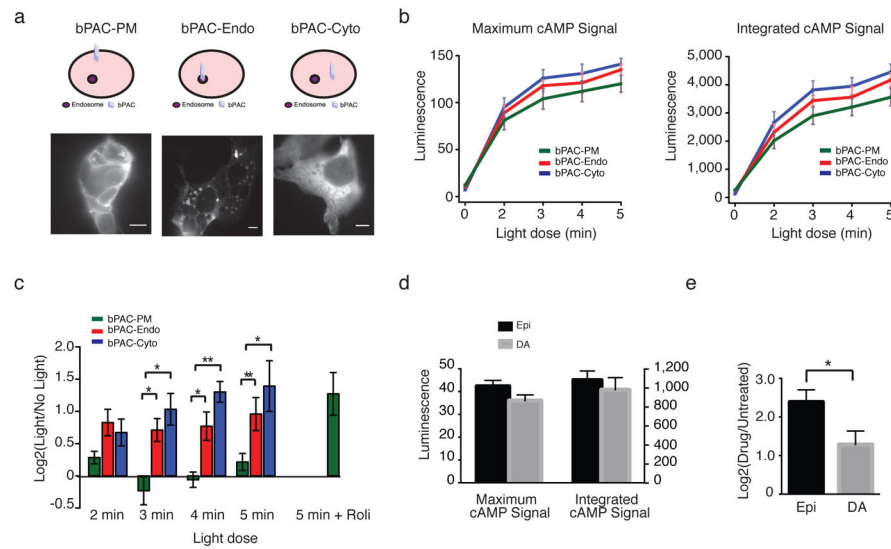 a
bPAC-PM bPAC-Endo bPAC-Cyto
Endosome bPAC Endosome bPAC Endosome bPAC
b
Maximum cAMP Signal
Luminescence
150
100
50
0
bPAC-PM
bPAC-Endo
bPAC-Cyto
0 2 3 4 5
Light dose (min)
Integrated cAMP Signal
Luminescence
5,000
4,000
3,000
2,000
1,000
0
bPAC-PM
bPAC-Endo
bPAC-Cyto
0 2 3 4 5
Light dose (min)
c
bPAC-PM
bPAC-Endo
bPAC-Cyto
Log2(Light/No Light)
2.0
1.5
1.0
0.5
0.0
-0.5
* * * ** ** *
2 min 3 min 4 min 5 min 5 min + Roli
Light dose
d
Epi
DA
Luminescence
50
40
30
20
10
0
1,200
1,000
800
600
400
200
0
Maximum
cAMP Signal
Integrated
cAMP Signal
e
*
Log2(Drug/Untreated)
2.0
1.0
0.0
Epi DA